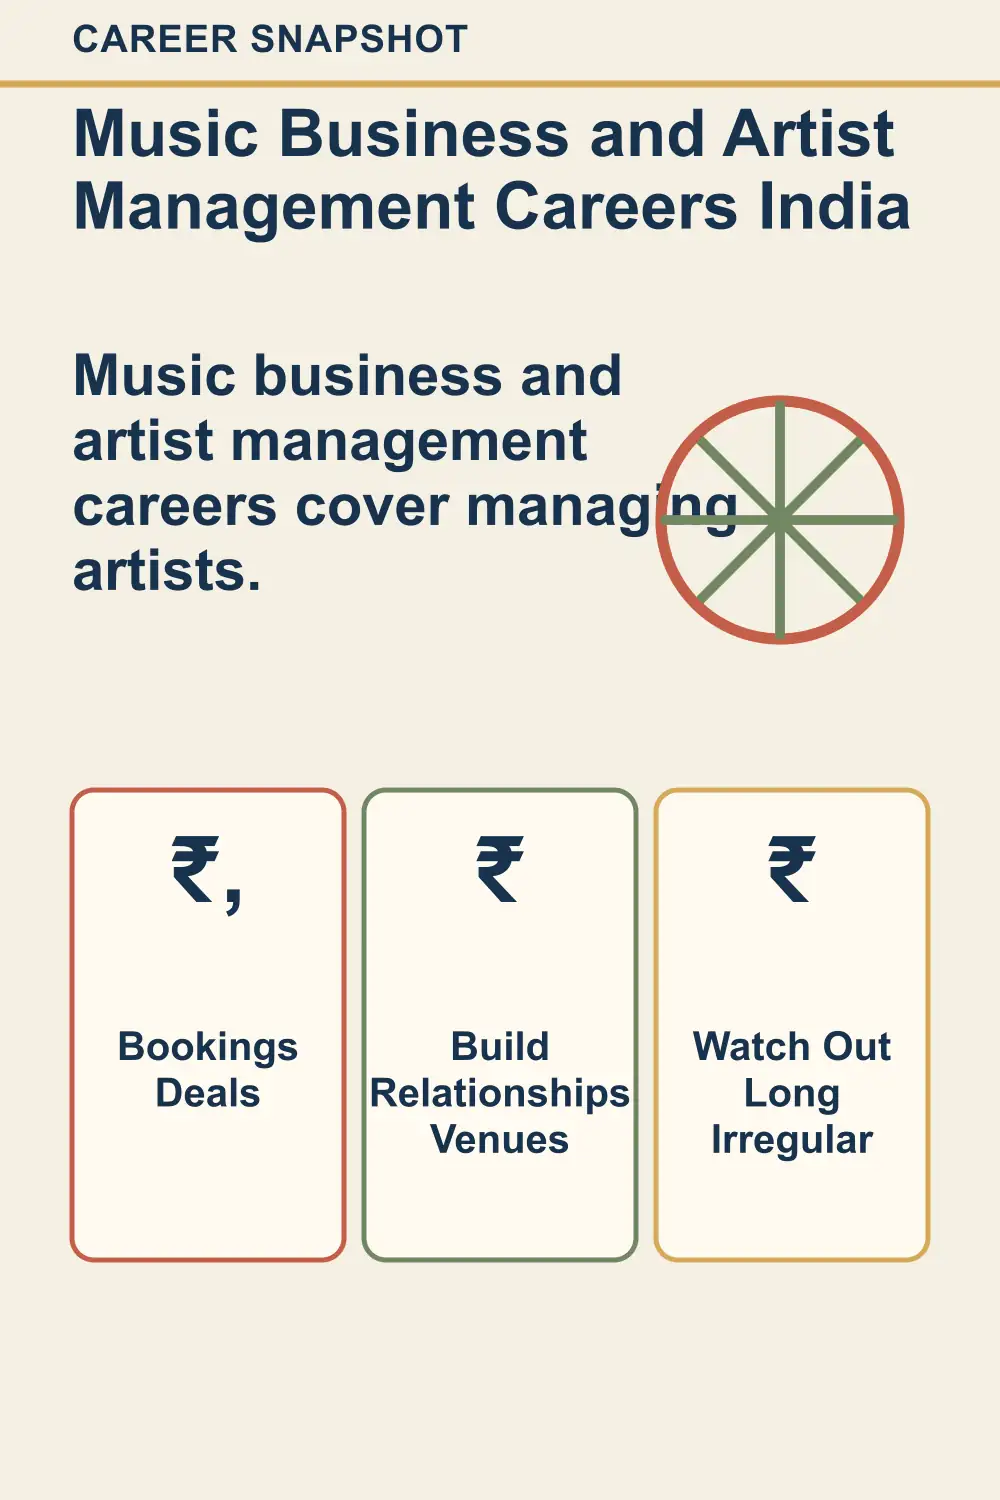 CAREER SNAPSHOT
Music Business and Artist
Management Careers India
Music business and
artist management
careers cover managing
artists.
₹,
Bookings
Deals
₹
Build
Relationships
Venues
₹
Watch Out
Long
Irregular